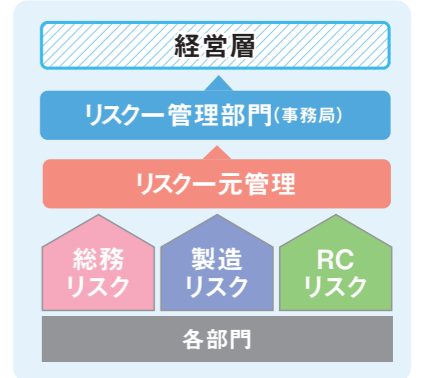 経営層
リスク一管理部門（事務局）
リスク一元管理
総務
リスク
製造
リスク
RC
リスク
各部門